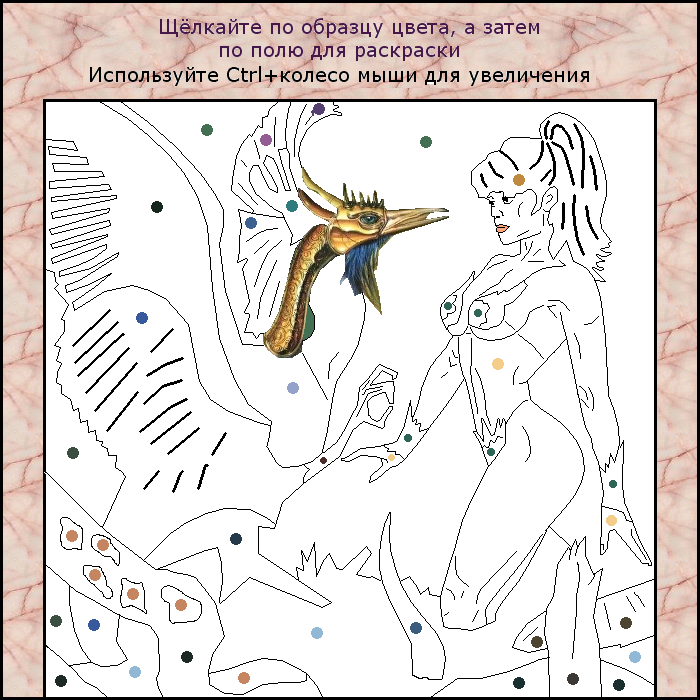 Щёлкайте по образцу цвета, а затем
по полю для раскраски
Используйте Ctrl+колесо мыши для увеличения